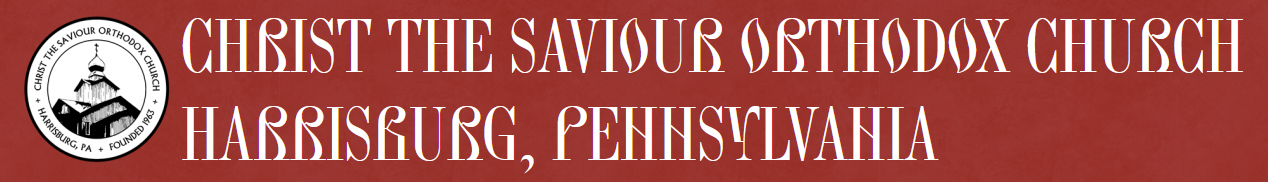 CHRIST THE SAVIOUR ORTHODOX CHURCH
HARRISBURG, PENNSYLVANIA
CHRIST THE SAVIOUR ORTHODOX CHURCH
+ HARRISBURG, PA + FOUNDED 1963 +